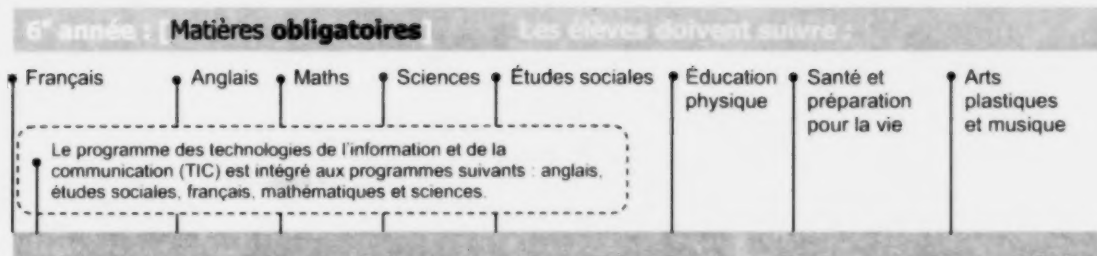 6e année : [Matières obligatoires] Les élèves doivent suivre :
Français
Anglais
Maths
Sciences
Études sociales
Éducation
physique
Santé et
préparation
pour la vie
Arts
plastiques
et musique
Le programme des technologies de l'information et de la
communication (TIC) est intégré aux programmes suivants : anglais,
études sociales, français, mathématiques et sciences.